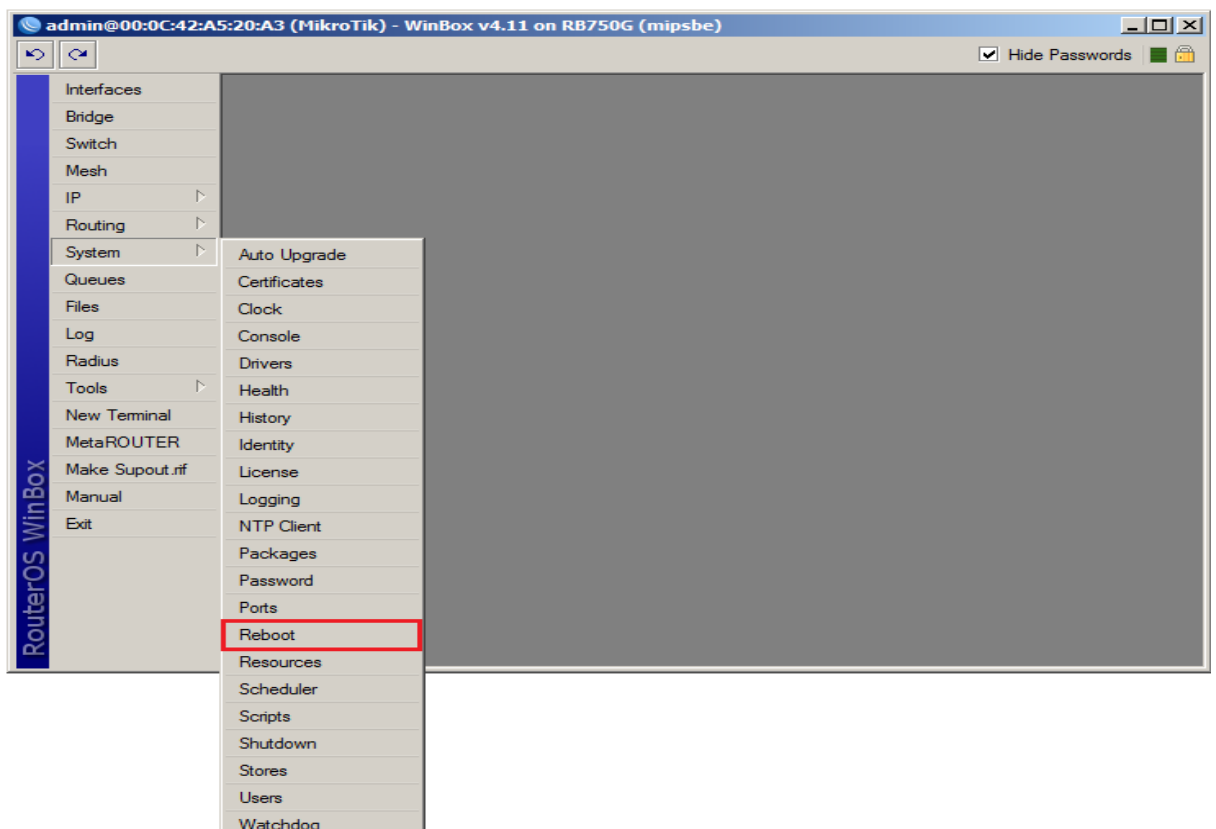 admin@00:0C:42:A5:20:A3 (MikroTik) - WinBox v4.11 on RB750G (mipsbe)
Hide Passwords
Interfaces
Bridge
Switch
Mesh
IP
Routing
System
Queues
Files
Log
Radius
Tools
New Terminal
MetaROUTER
Make Supout.rif
Manual
Exit
RouterOS WinBox
Auto Upgrade
Certificates
Clock
Console
Drivers
Health
History
Identity
License
Logging
NTP Client
Packages
Password
Ports
Reboot
Resources
Scheduler
Scripts
Shutdown
Stores
Users
Watchdog